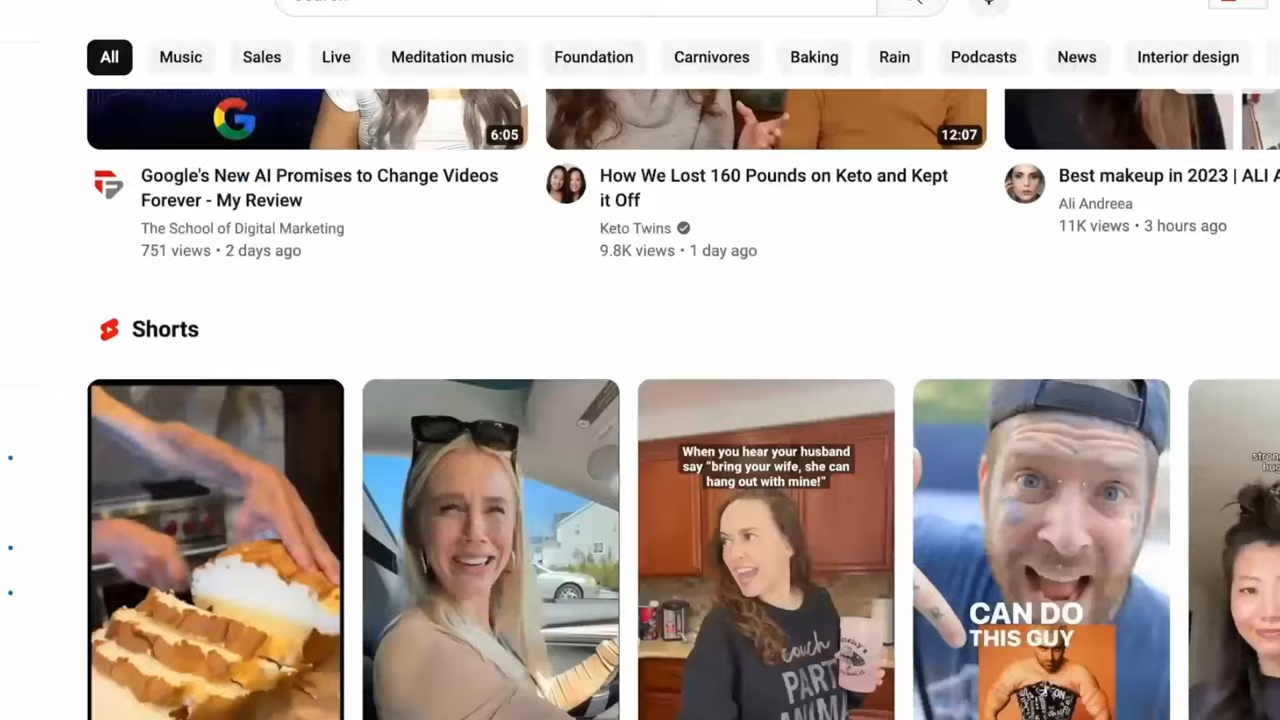 All Music Sales Live Meditation music Foundation Carnivores Baking Rain Podcasts News Interior design
6:05
12:07
Google's New AI Promises to Change Videos
Forever - My Review
The School of Digital Marketing
751 views • 2 days ago
How We Lost 160 Pounds on Keto and Kept
it Off
Keto Twins
9.8K views • 1 day ago
Best makeup in 2023 | ALI A
Ali Andreea
11K views • 3 hours ago
Shorts
When you hear your husband
say "bring your wife, she can
hang out with mine!"
couch
PARTY
ANIMAL
CAN DO
THIS GUY